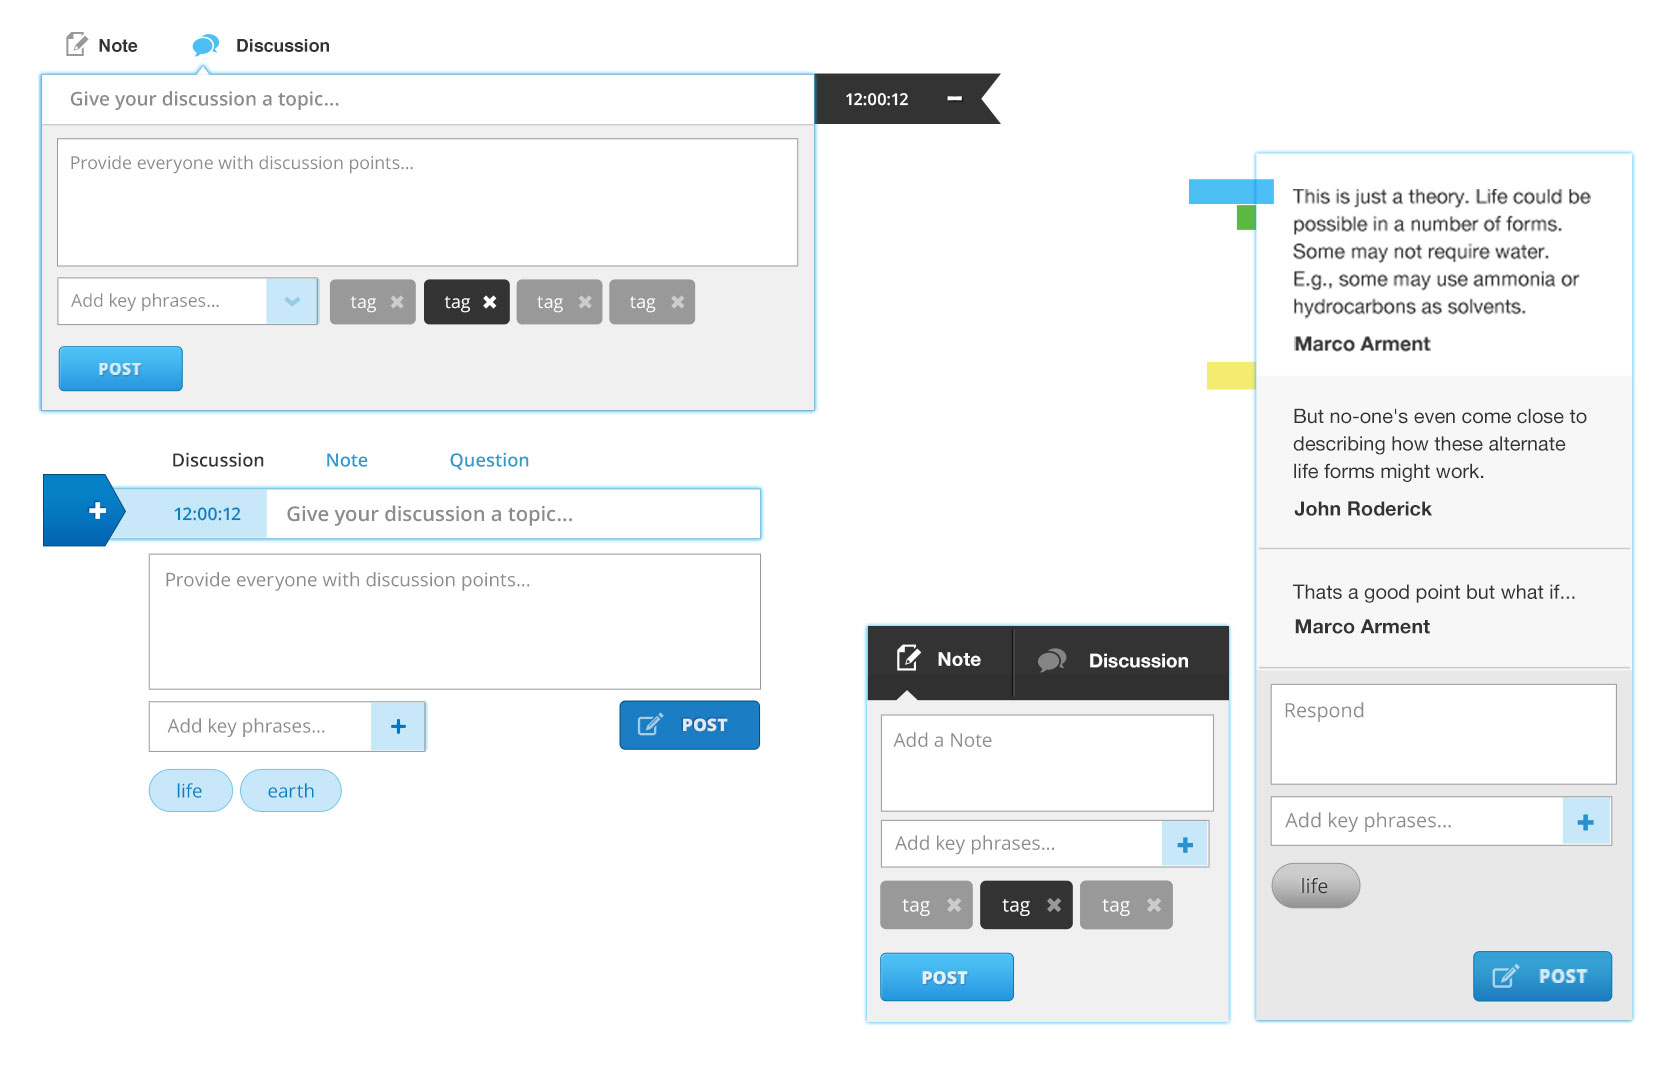 Note
Discussion
Give your discussion a topic...
12:00:12
Provide everyone with discussion points...
Add key phrases...
tag
tag
tag
tag
POST
Discussion
Note
Question
12:00:12
Give your discussion a topic...
Provide everyone with discussion points...
Add key phrases...
POST
life
earth
Note
Discussion
Add a Note
Add key phrases...
tag
tag
tag
POST
This is just a theory. Life could be
possible in a number of forms.
Some may not require water.
E.g., some may use ammonia or
hydrocarbons as solvents.
Marco Arment
But no-one's even come close to
describing how these alternate
life forms might work.
John Roderick
Thats a good point but what if...
Marco Arment
Respond
Add key phrases...
life
POST